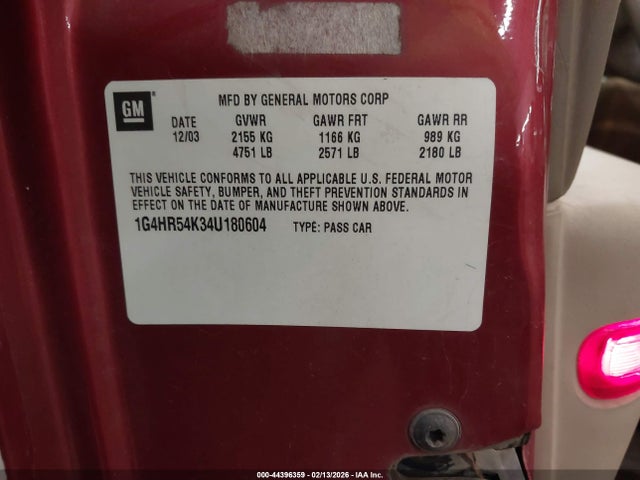 GM ® MFD BY GENERAL MOTORS CORP
DATE GVWR GAWR FRT GAWR RR
12/03 2155 KG 1166 KG 989 KG
4751 LB 2571 LB 2180 LB
THIS VEHICLE CONFORMS TO ALL APPLICABLE U.S. FEDERAL MOTOR
VEHICLE SAFETY, BUMPER, AND THEFT PREVENTION STANDARDS IN
EFFECT ON THE DATE OF MANUFACTURE SHOWN ABOVE.
1G4HR54K34U180604 TYPE: PASS CAR
000-44396359 - 02/13/2026 - IAA Inc.